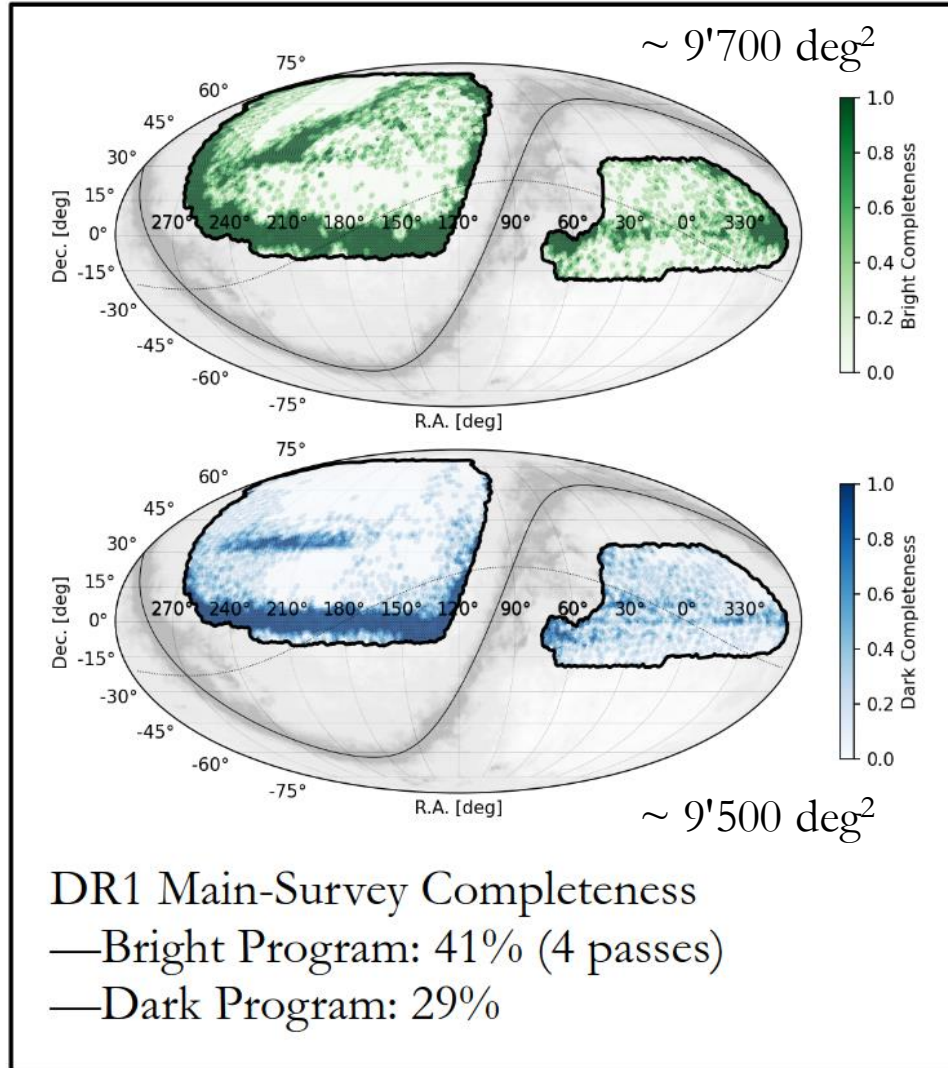 ~ 9'700 deg²
75°
60°
45°
30°
15°
0°
-15°
-30°
-45°
-60°
-75°
270° 240° 210° 180° 150° 120° 90° 60° 30° 0° 330°
Dec. [deg]
R.A. [deg]
1.0
0.8
0.6
0.4
0.2
0.0
Bright Completeness
75°
60°
45°
30°
15°
0°
-15°
-30°
-45°
-60°
-75°
270° 240° 210° 180° 150° 120° 90° 60° 30° 0° 330°
Dec. [deg]
R.A. [deg]
1.0
0.8
0.6
0.4
0.2
0.0
Dark Completeness
~ 9'500 deg²
DR1 Main-Survey Completeness
—Bright Program: 41% (4 passes)
—Dark Program: 29%